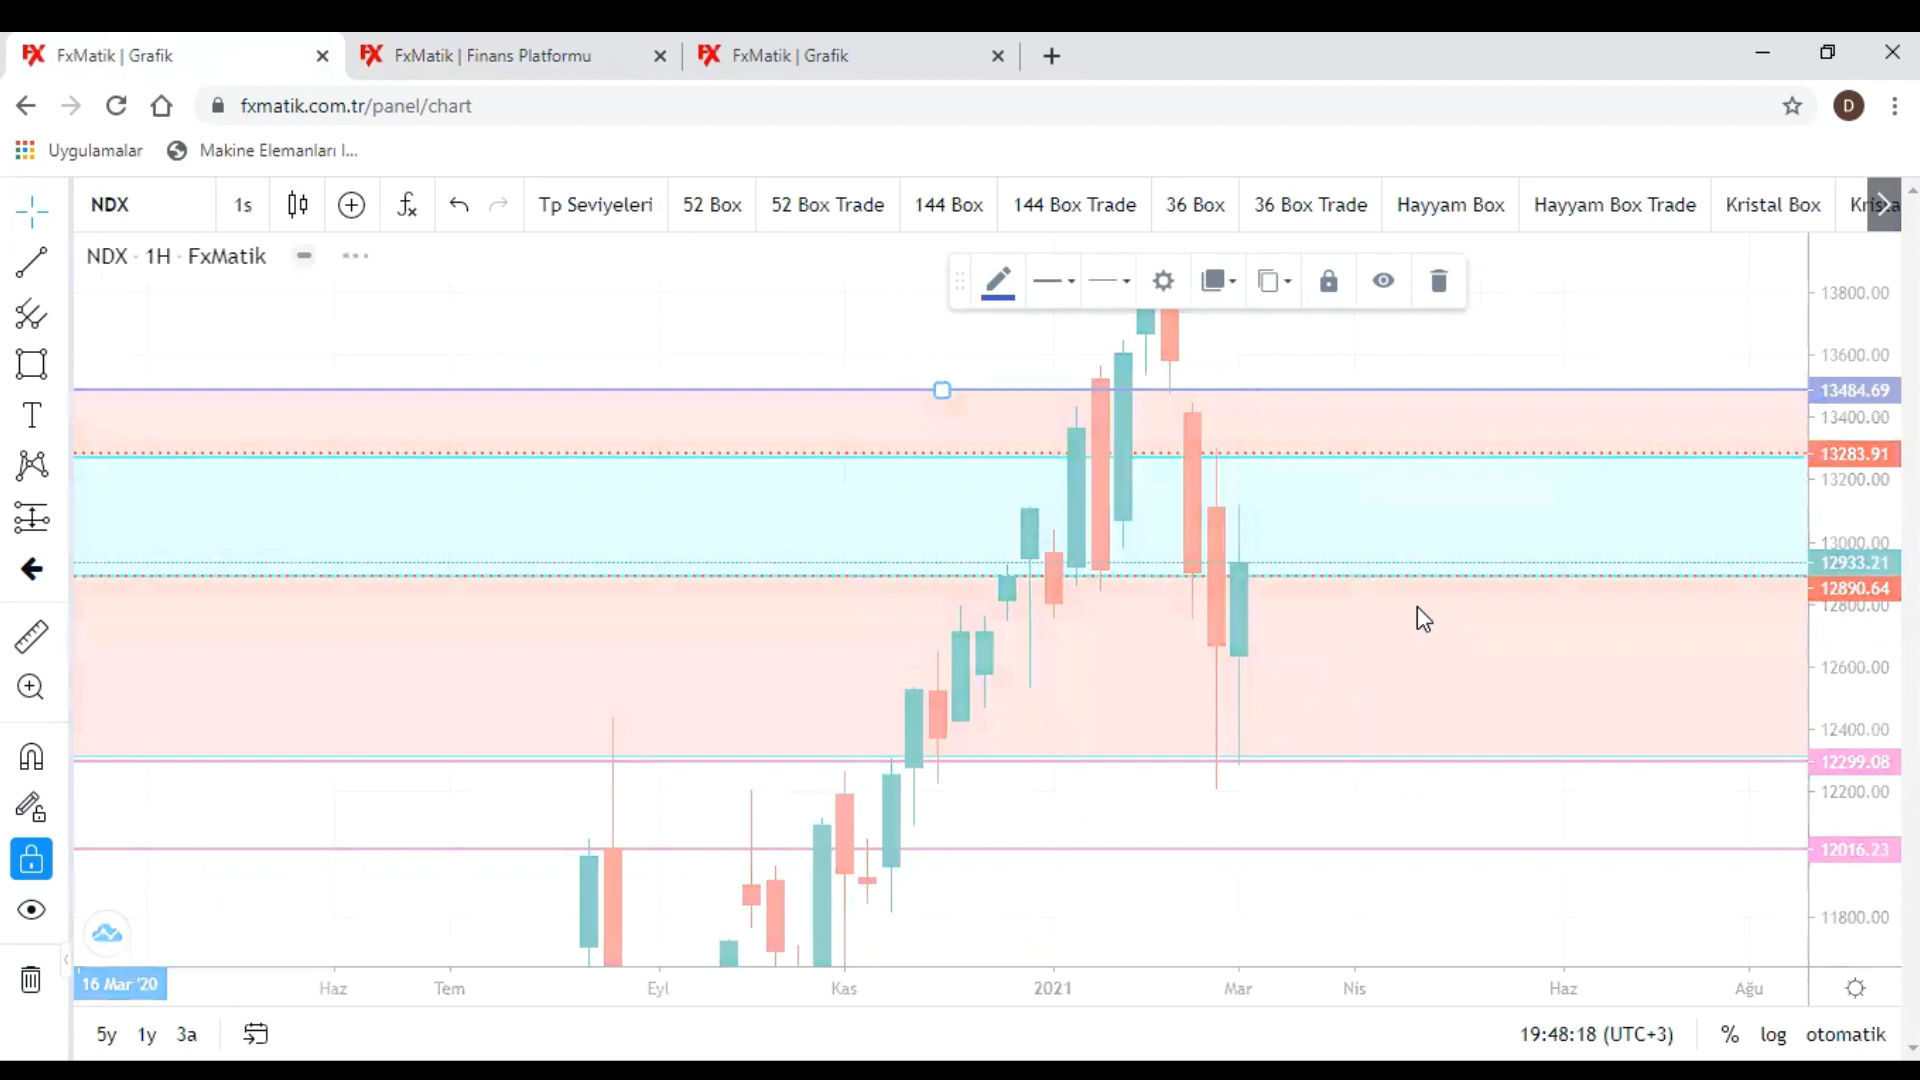 FxMatik | Grafik
FxMatik | Finans Platformu
FxMatik | Grafik
fxmatik.com.tr/panel/chart
D
Uygulamalar
Makine Elemanları I...
NDX
1s
Tp Seviyeleri
52 Box
52 Box Trade
144 Box
144 Box Trade
36 Box
36 Box Trade
Hayyam Box
Hayyam Box Trade
Kristal Box
NDX · 1H · FxMatik
13800.00
13600.00
13484.69
13400.00
13283.91
13200.00
13000.00
12933.21
12890.64
12800.00
12600.00
12400.00
12299.08
12200.00
12016.23
11800.00
16 Mar '20
Haz
Tem
Eyl
Kas
2021
Mar
Nis
Haz
Ağu
5y
1y
3a
19:48:18 (UTC+3)
%
log
otomatik